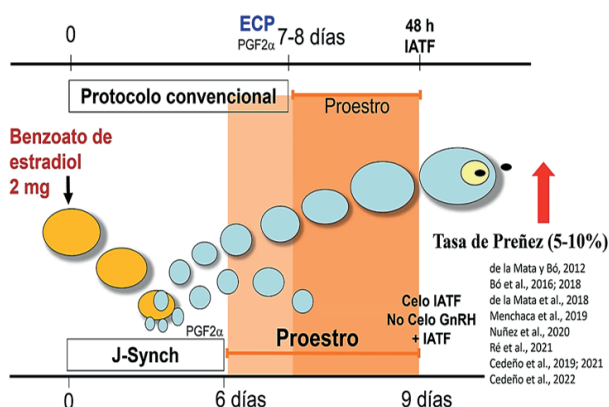 0
ECP
PGF2α
7-8 días
48 h
IATF
Protocolo convencional
Proestro
Benzoato de
estradiol
2 mg
Tasa de Preñez (5-10%)
de la Mata y Bó, 2012
Bó et al., 2016; 2018
de la Mata et al., 2018
Menchaca et al., 2019
Nuñez et al., 2020
Ré et al., 2021
Cedeño et al., 2019; 2021
Cedeño et al., 2022
Celo IATF
No Celo GnRH
+ IATF
PGF2α
J-Synch
Proestro
0
6 días
9 días